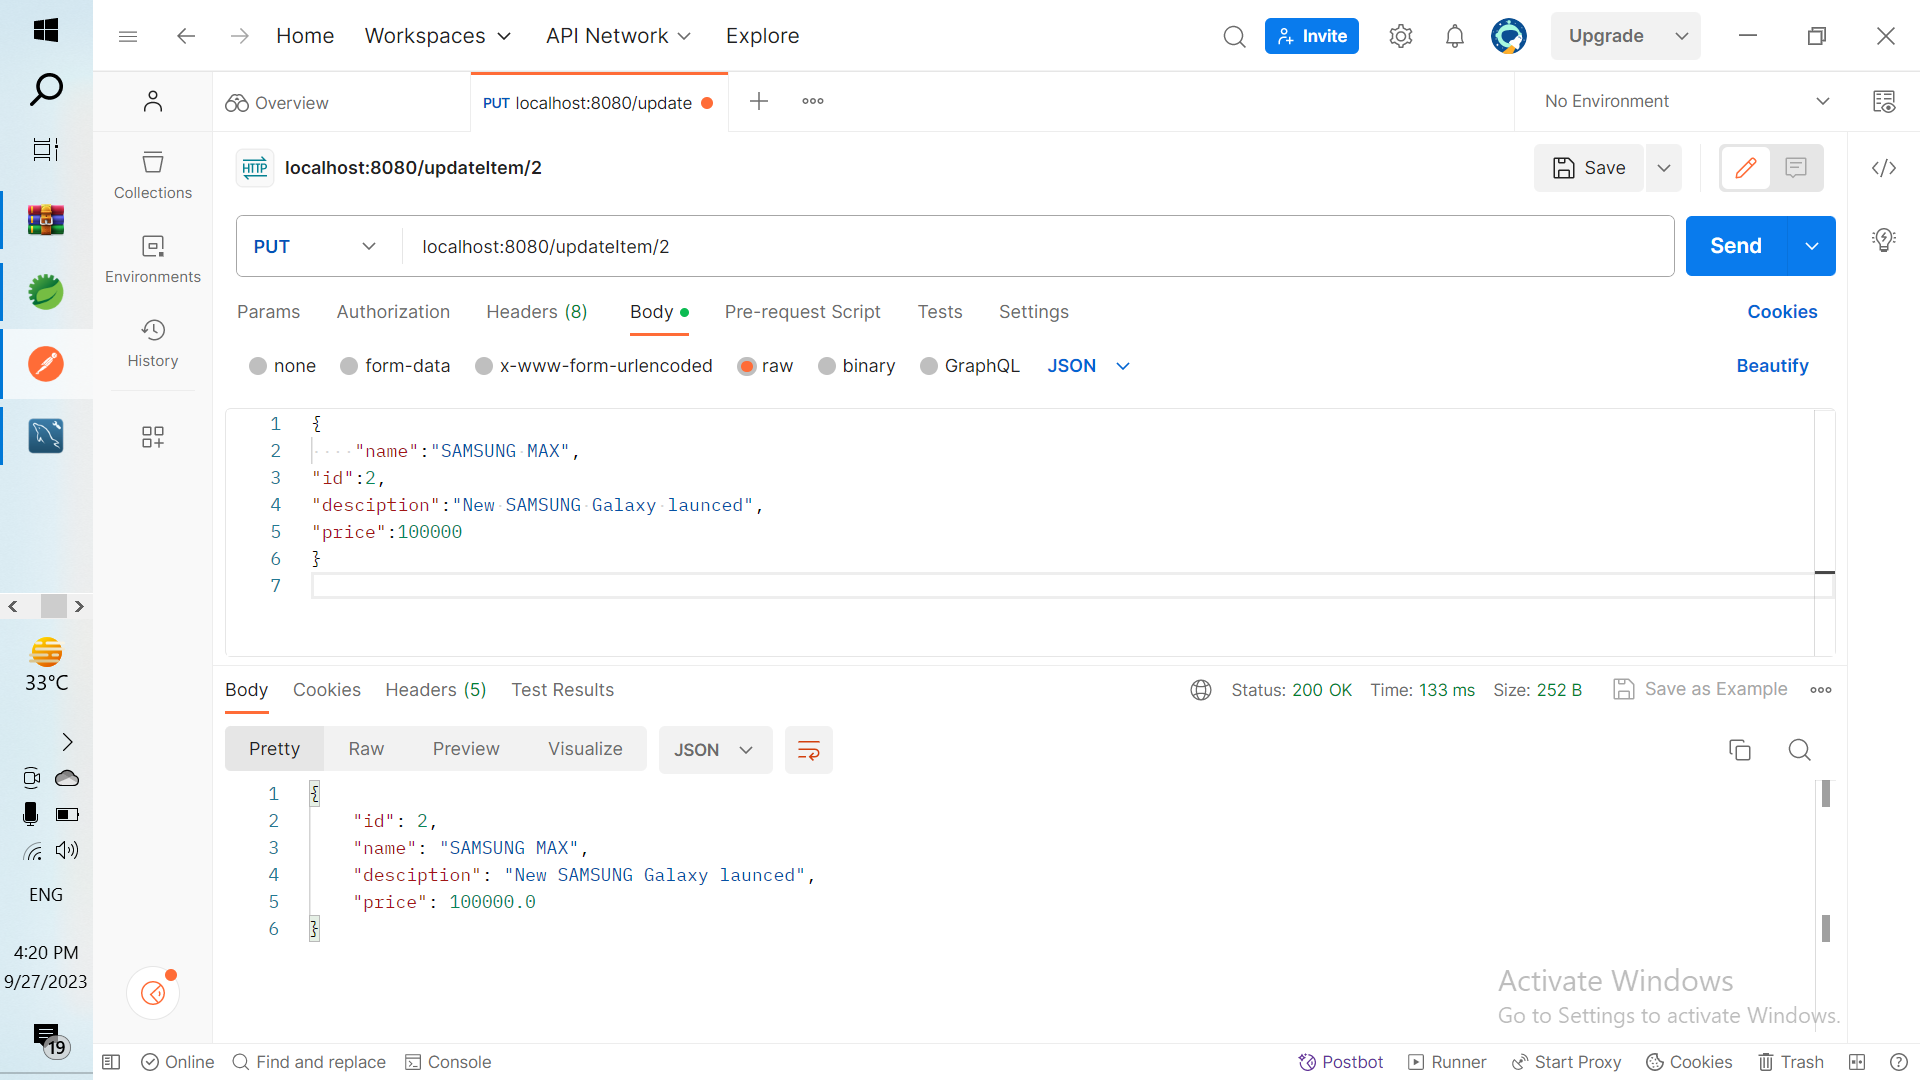 Home Workspaces API Network Explore Invite Upgrade
Overview PUT localhost:8080/update No Environment
HTTP localhost:8080/updateItem/2 Save
Collections
PUT localhost:8080/updateItem/2 Send
Environments
Params Authorization Headers (8) Body Pre-request Script Tests Settings Cookies
History
none form-data x-www-form-urlencoded raw binary GraphQL JSON Beautify
1 {
2 "name":"SAMSUNG MAX",
3 "id":2,
4 "desciption":"New SAMSUNG Galaxy launced",
5 "price":100000
6 }
7
33°C
Body Cookies Headers (5) Test Results Status: 200 OK Time: 133 ms Size: 252 B Save as Example
Pretty Raw Preview Visualize JSON
1 {
2 "id": 2,
3 "name": "SAMSUNG MAX",
4 "desciption": "New SAMSUNG Galaxy launced",
5 "price": 100000.0
6 }
ENG
4:20 PM
9/27/2023
19
Activate Windows
Go to Settings to activate Windows.
Online Find and replace Console Postbot Runner Start Proxy Cookies Trash